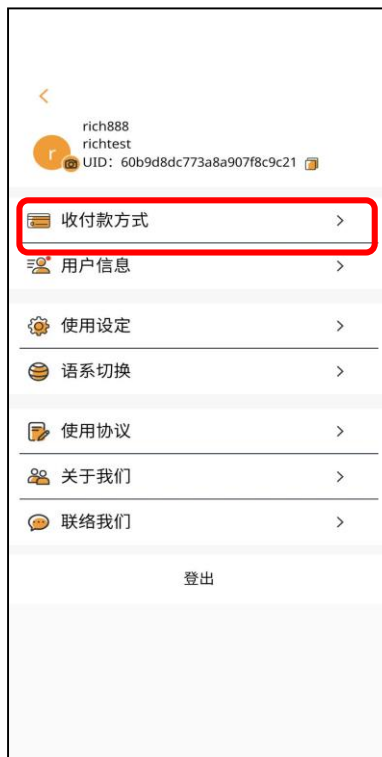 rich888
richtest
UID：60b9d8dc773a8a907f8c9c21
收付款方式
用户信息
使用设定
语系切换
使用协议
关于我们
联络我们
登出
r